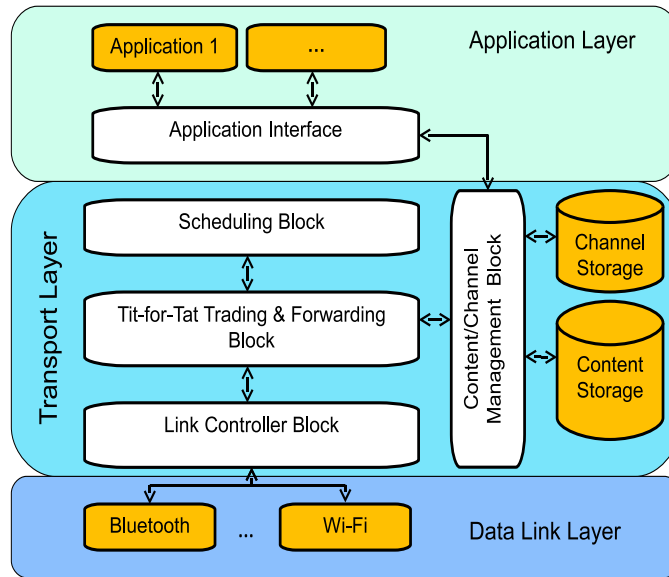 Application 1
...
Application Layer
Application Interface
Transport Layer
Scheduling Block
Tit-for-Tat Trading & Forwarding
Block
Link Controller Block
Content/Channel
Management Block
Channel
Storage
Content
Storage
Bluetooth
...
Wi-Fi
Data Link Layer